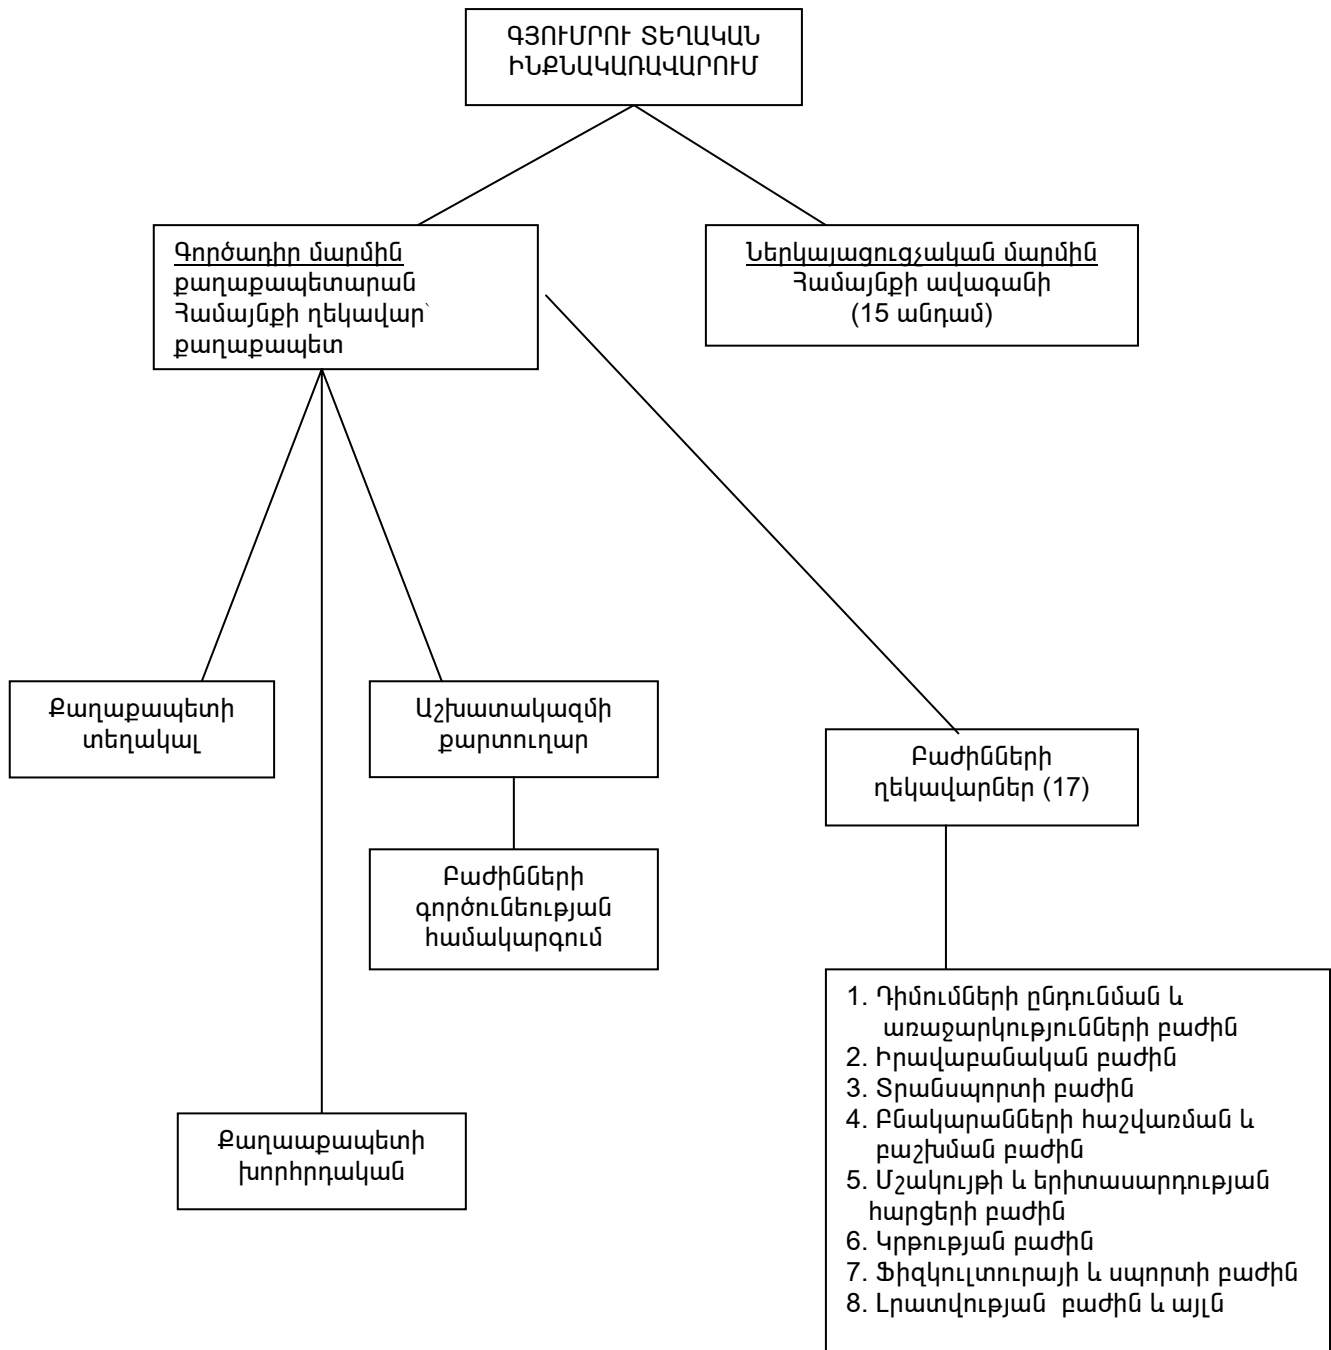 ԳՅՈՒՄՐՈՒ ՏԵՂԱԿԱՆ
ԻՆՔՆԱԿԱՌԱՎԱՐՈՒՄ
Գործադիր մարմին
քաղաքապետարան
Համայնքի ղեկավար՝
քաղաքապետ
Ներկայացուցչական մարմին
Համայնքի ավագանի
(15 անդամ)
Քաղաքապետի
տեղակալ
Աշխատակազմի
քարտուղար
Բաժինների
ղեկավարներ (17)
Բաժինների
գործունեության
համակարգում
Քաղաաքապետի
խորհրդական
1. Դիմումների ընդունման և
առաջարկությունների բաժին
2. Իրավաբանական բաժին
3. Տրանսպորտի բաժին
4. Բնակարանների հաշվառման և
բաշխման բաժին
5. Մշակույթի և երիտասարդության
հարցերի բաժին
6. Կրթության բաժին
7. Ֆիզկուլտուրայի և սպորտի բաժին
8. Լրատվության բաժին և այլն